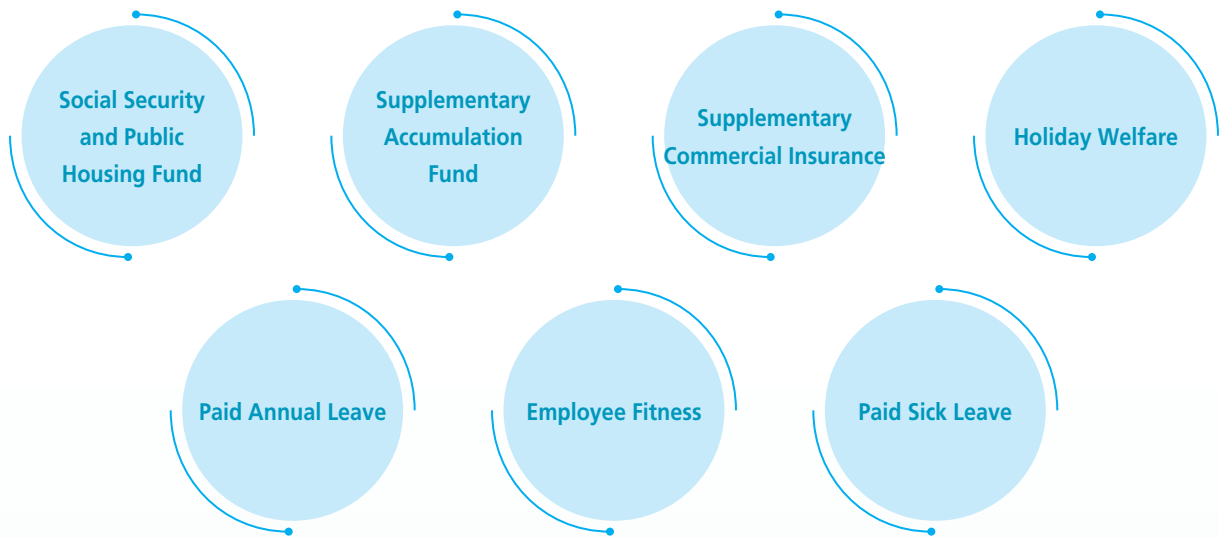 Social Security
and Public
Housing Fund
Supplementary
Accumulation
Fund
Supplementary
Commercial Insurance
Holiday Welfare
Paid Annual Leave
Employee Fitness
Paid Sick Leave